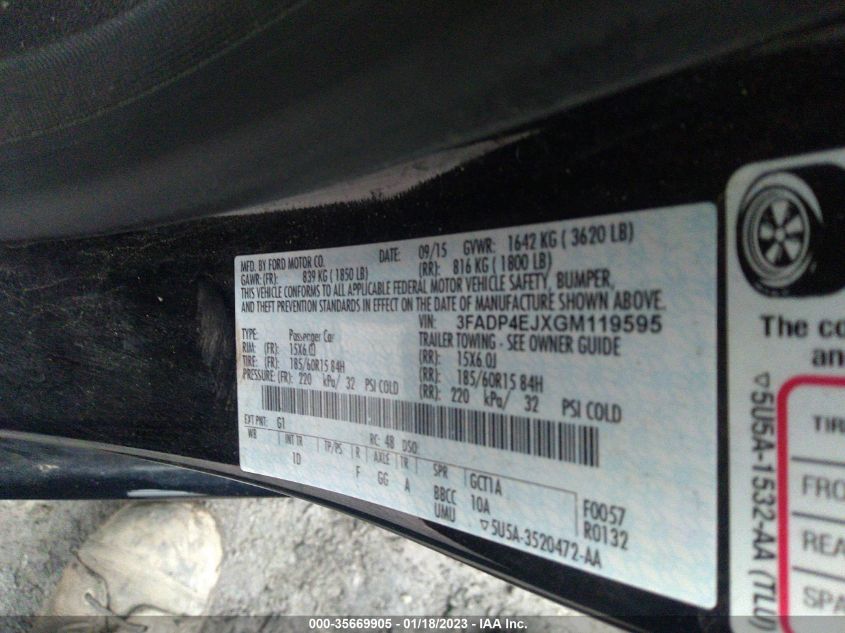 MFD. BY FORD MOTOR CO.
DATE: 09/15 GVWR: 1642 KG ( 3620 LB)
GAWR: (FR): 839 KG ( 1850 LB) (RR): 816 KG ( 1800 LB)
THIS VEHICLE CONFORMS TO ALL APPLICABLE FEDERAL MOTOR VEHICLE SAFETY, BUMPER,
AND THEFT PREVENTION STANDARDS IN EFFECT ON THE DATE OF MANUFACTURE SHOWN ABOVE.
VIN: 3FADP4EJXGM119595
TYPE: Passenger Car TRAILER TOWING - SEE OWNER GUIDE
RIM: (FR): 15X6.0J (RR): 15X6.0J
TIRE: (FR): 185/60R15 84H (RR): 185/60R15 84H
PRESSURE: (FR): 220 kPa/ 32 PSI COLD (RR): 220 kPa/ 32 PSI COLD
EXT PNT: G1 RC: 48 DSO:
WB INT TR TP/PS R AXLE TR SPR GCT1A
1D F GG A BBCC 10A F0057
UMU R0132
▽5U5A-3520472-AA
The co
an
TIR
FRO
REA
SPA
▽5U5A-1532-AA (TLU)
000-35669905 - 01/18/2023 - IAA Inc.